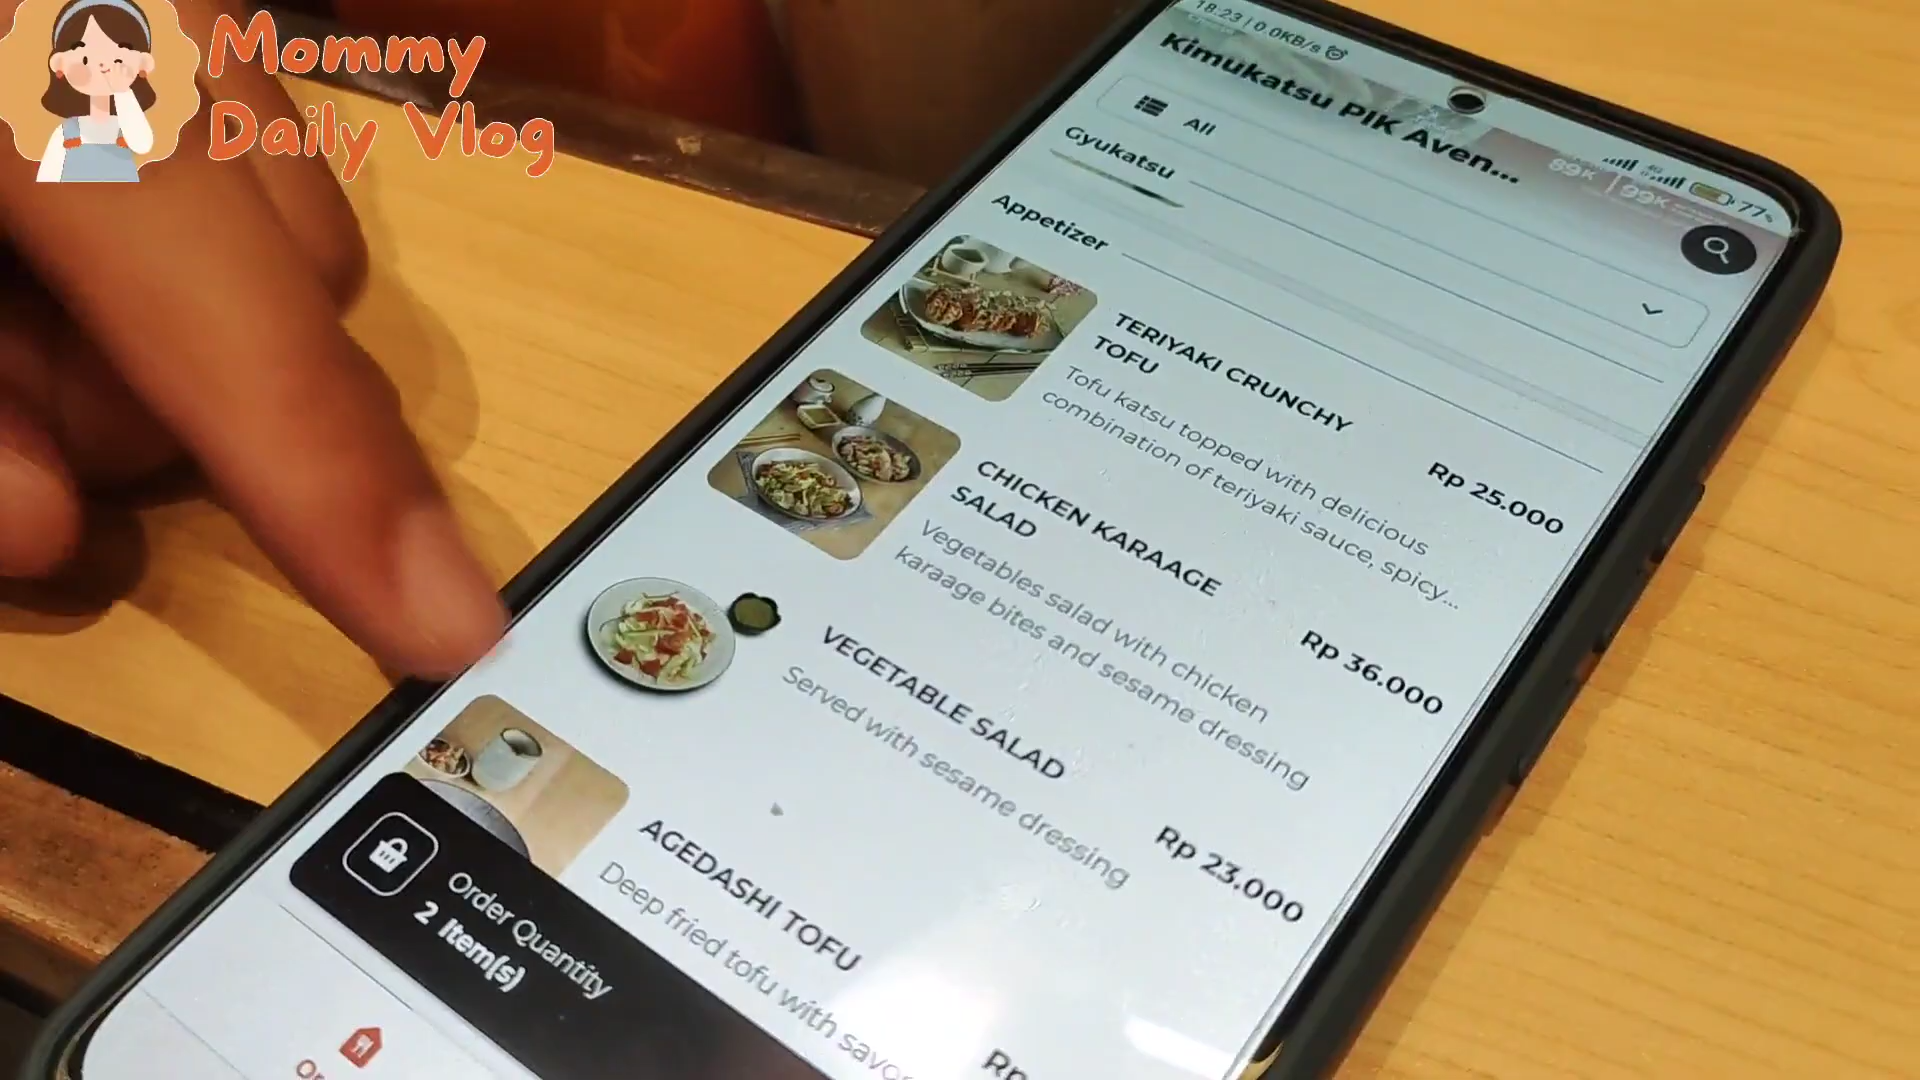 Mommy
Daily Vlog
18:23 | 0.0KB/s
77%
Kimukatsu PIK Aven...
99K | 99K
All
Gyukatsu
Appetizer
TERIYAKI CRUNCHY
TOFU
Tofu katsu topped with delicious
combination of teriyaki sauce, spicy...
Rp 25.000
CHICKEN KARAAGE
SALAD
Vegetables salad with chicken
karaage bites and sesame dressing
Rp 36.000
VEGETABLE SALAD
Served with sesame dressing
Rp 23.000
AGEDASHI TOFU
Deep fried tofu with savo
Rp
Order Quantity
2 Item(s)